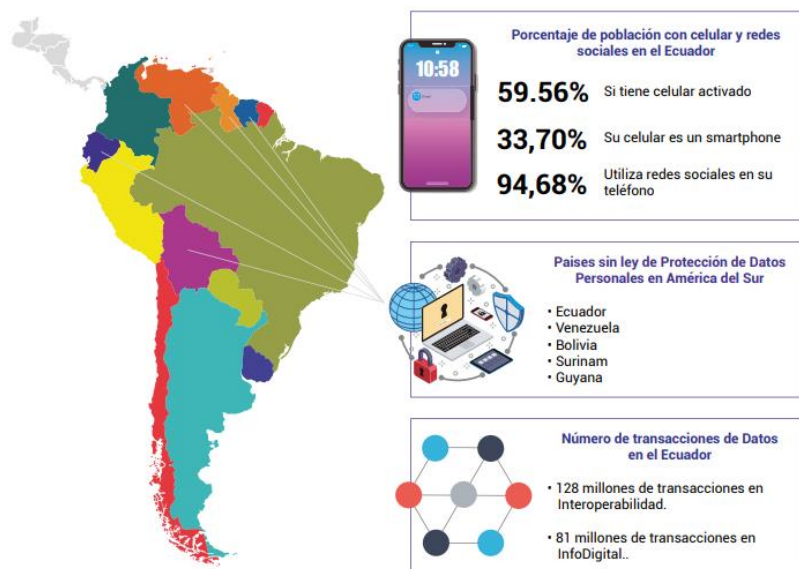 Porcentaje de población con celular y redes
sociales en el Ecuador
10:58
59.56% Si tiene celular activado
33,70% Su celular es un smartphone
94,68% Utiliza redes sociales en su
teléfono
Paises sin ley de Protección de Datos
Personales en América del Sur
• Ecuador
• Venezuela
• Bolivia
• Surinam
• Guyana
Número de transacciones de Datos
en el Ecuador
• 128 millones de transacciones en
Interoperabilidad.
• 81 millones de transacciones en
InfoDigital..